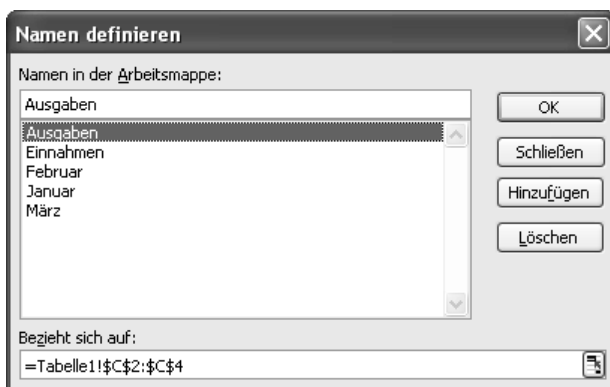 Namen definieren
Namen in der Arbeitsmappe:
Ausgaben
Ausgaben
Einnahmen
Februar
Januar
März
OK
Schließen
Hinzufügen
Löschen
Bezieht sich auf:
=Tabelle1!$C$2:$C$4